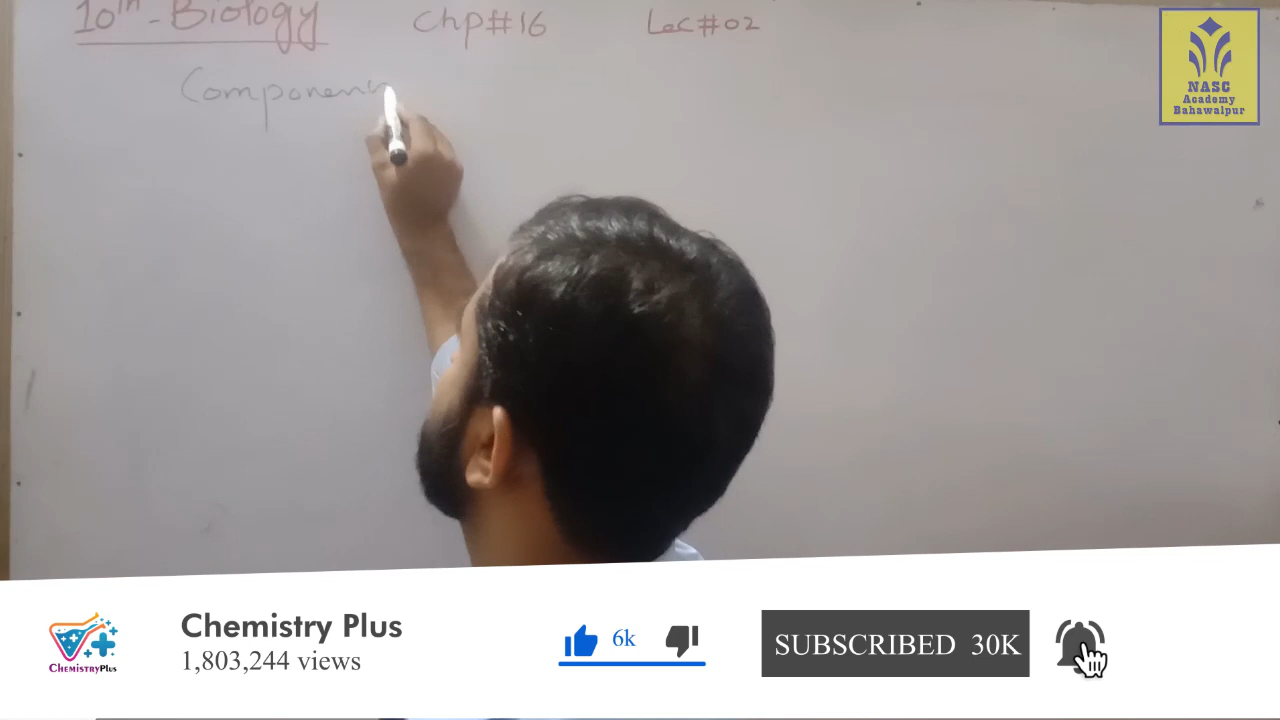 10th - Biology Chp#16 Lec#02
NASC
Academy
Bahawalpur
Chemistry Plus
1,803,244 views
6k
SUBSCRIBED 30K
ChemistryPlus